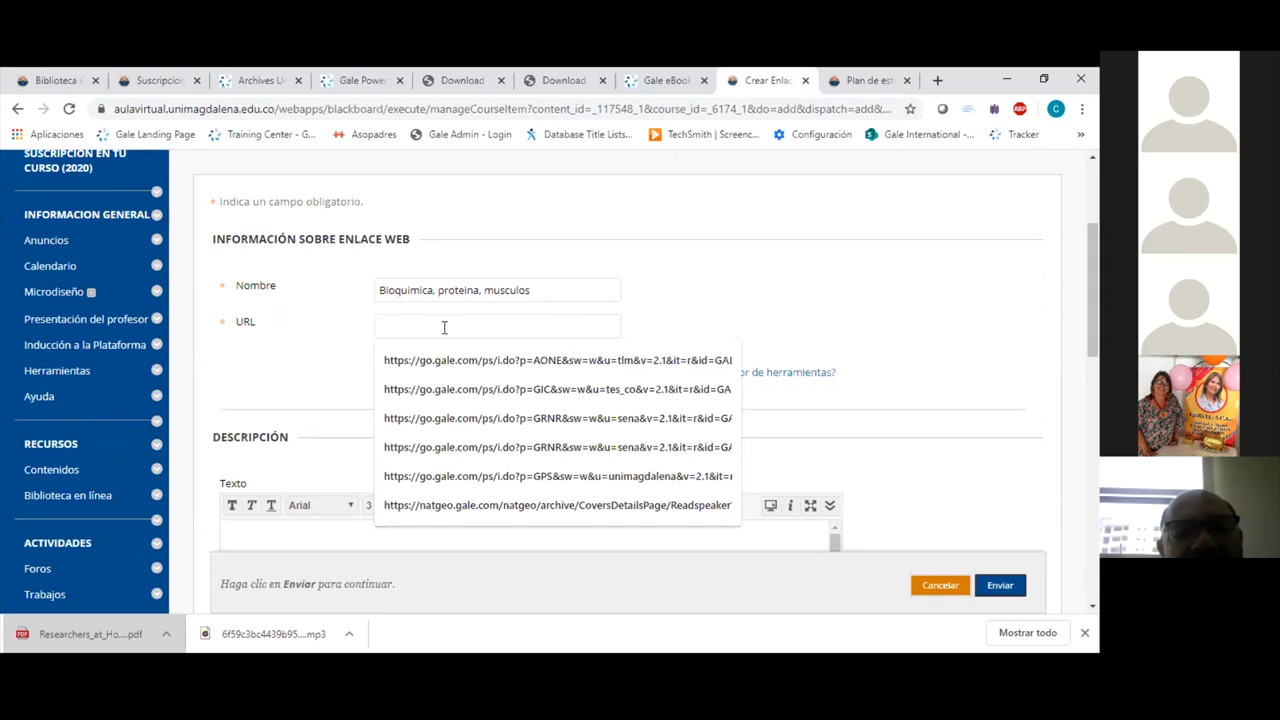 Biblioteca
Suscripcion
Archives Un
Gale Power
Download
Download
Gale eBook
Crear Enlac
Plan de est
aulavirtual.unimagdalena.edu.co/webapps/blackboard/execute/manageCourseItem?content_id=_117548_1&course_id=_6174_1&do=add&dispatch=add&...
ABP
C
Aplicaciones
Gale Landing Page
Training Center - G...
Asopadres
Gale Admin - Login
Database Title Lists...
TechSmith | Screenc...
Configuración
Gale International -...
Tracker
SUSCRIPCION EN TU
CURSO (2020)
INFORMACION GENERAL
Anuncios
Calendario
Microdiseño
Presentación del profesor
Inducción a la Plataforma
Herramientas
Ayuda
RECURSOS
Contenidos
Biblioteca en línea
ACTIVIDADES
Foros
Trabajos
* Indica un campo obligatorio.
INFORMACIÓN SOBRE ENLACE WEB
* Nombre
Bioquimica, proteina, musculos
* URL
https://go.gale.com/ps/i.do?p=AONE&sw=w&u=tlm&v=2.1&it=r&id=GAL
https://go.gale.com/ps/i.do?p=GIC&sw=w&u=tes_co&v=2.1&it=r&id=GA
https://go.gale.com/ps/i.do?p=GRNR&sw=w&u=sena&v=2.1&it=r&id=GA
https://go.gale.com/ps/i.do?p=GRNR&sw=w&u=sena&v=2.1&it=r&id=GA
https://go.gale.com/ps/i.do?p=GPS&sw=w&u=unimagdalena&v=2.1&it=r
https://natgeo.gale.com/natgeo/archive/CoversDetailsPage/Readspeaker
or de herramientas?
DESCRIPCIÓN
Texto
T T T Arial 3
Haga clic en Enviar para continuar.
Cancelar
Enviar
Researchers_at_Ho....pdf
6f59c3bc4439b95....mp3
Mostrar todo